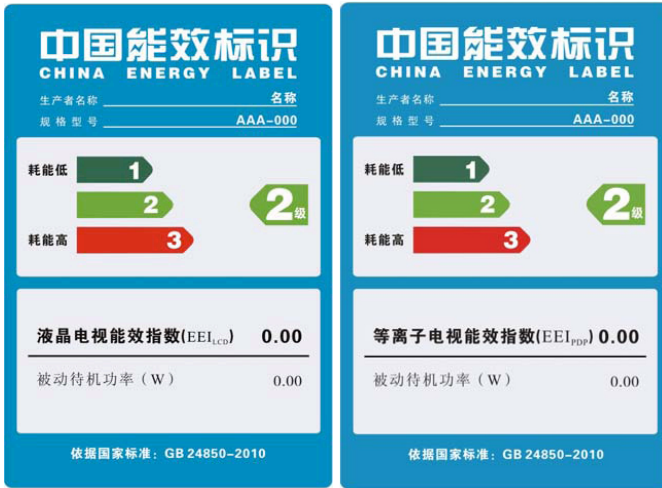 中国能效标识
CHINA ENERGY LABEL
生产者名称 名称
规格型号 AAA-000
耗能低 1
2 2级
耗能高 3
液晶电视能效指数(EEI_LCD) 0.00
被动待机功率（W） 0.00
依据国家标准：GB 24850-2010
中国能效标识
CHINA ENERGY LABEL
生产者名称 名称
规格型号 AAA-000
耗能低 1
2 2级
耗能高 3
等离子电视能效指数(EEI_PDP) 0.00
被动待机功率（W） 0.00
依据国家标准：GB 24850-2010